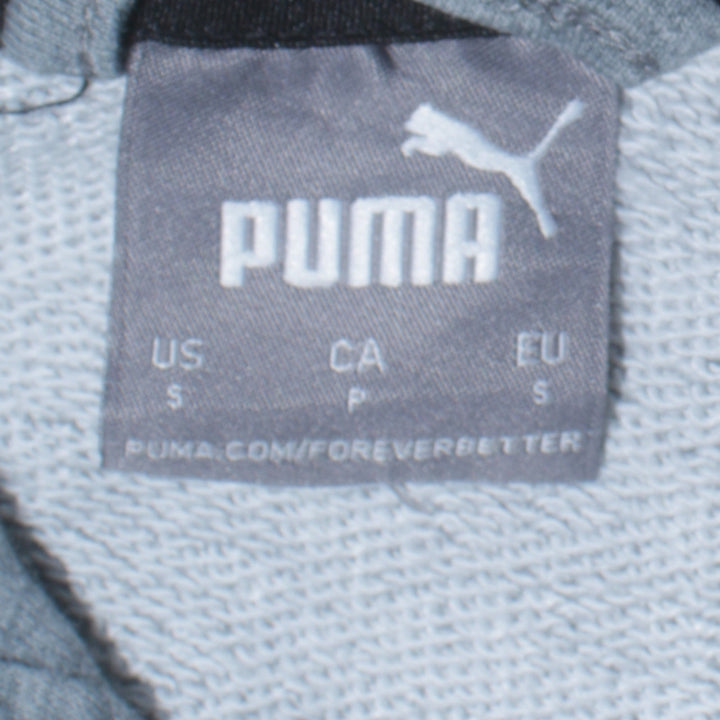 PUMA
US CA EU
S P S
PUMA.COM/FOREVERBETTER